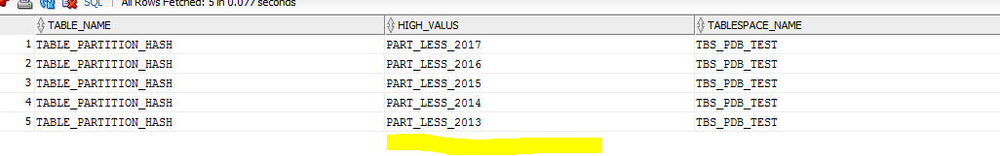 SQL | All Rows Fetched: 5 in 0.077 seconds
TABLE_NAME HIGH_VALUS TABLESPACE_NAME
1 TABLE_PARTITION_HASH PART_LESS_2017 TBS_PDB_TEST
2 TABLE_PARTITION_HASH PART_LESS_2016 TBS_PDB_TEST
3 TABLE_PARTITION_HASH PART_LESS_2015 TBS_PDB_TEST
4 TABLE_PARTITION_HASH PART_LESS_2014 TBS_PDB_TEST
5 TABLE_PARTITION_HASH PART_LESS_2013 TBS_PDB_TEST